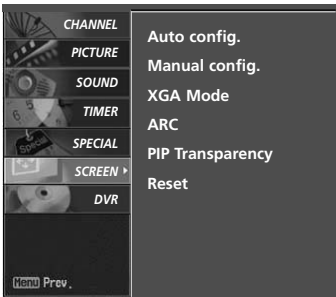 CHANNEL
PICTURE
SOUND
TIMER
SPECIAL
SCREEN
DVR
Menu Prev.
Auto config.
Manual config.
XGA Mode
ARC
PIP Transparency
Reset